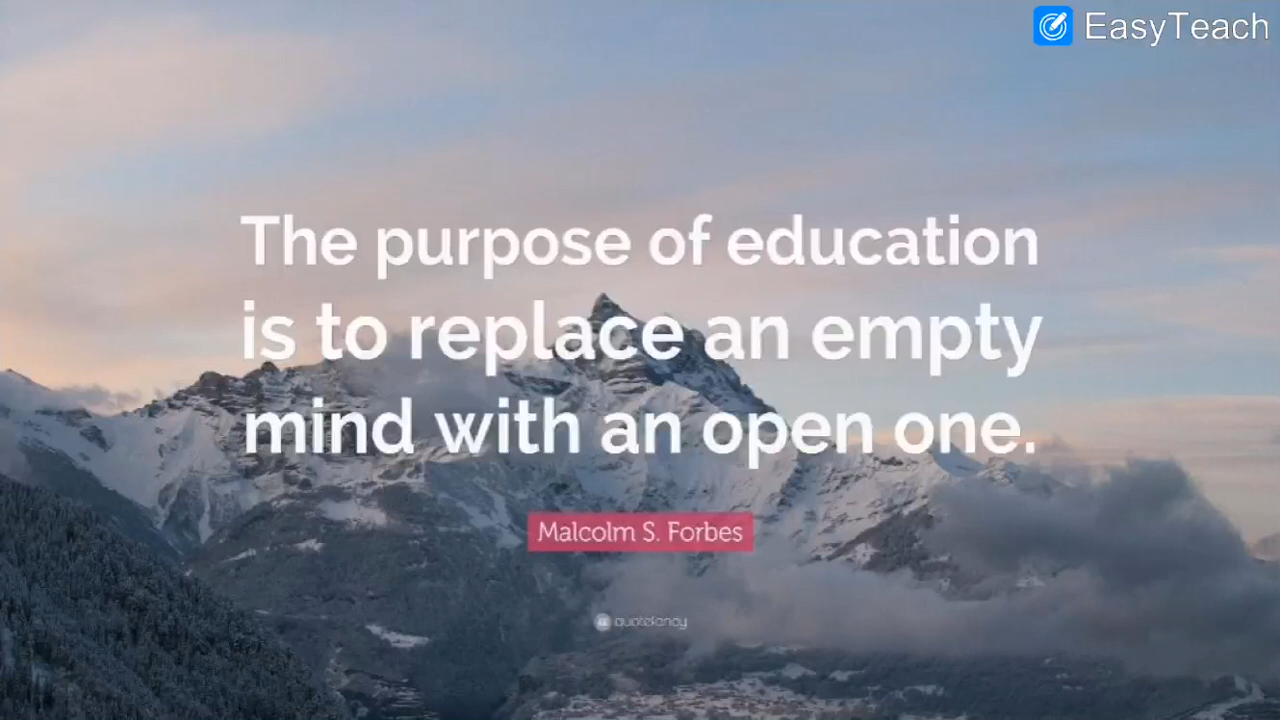 EasyTeach
The purpose of education
is to replace an empty
mind with an open one.
Malcolm S. Forbes
quotefancy